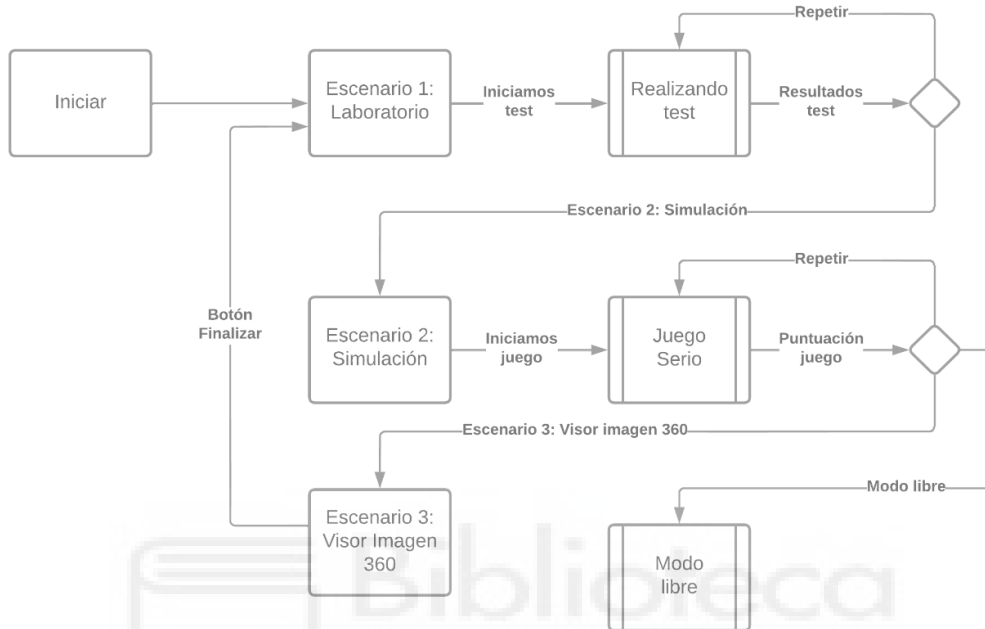 Repetir
Iniciar
Escenario 1:
Laboratorio
Iniciamos
test
Realizando
test
Resultados
test
Escenario 2: Simulación
Repetir
Botón
Finalizar
Escenario 2:
Simulación
Iniciamos
juego
Juego
Serio
Puntuación
juego
Escenario 3: Visor imagen 360
Modo libre
Escenario 3:
Visor Imagen
360
Modo
libre
Biblioteca